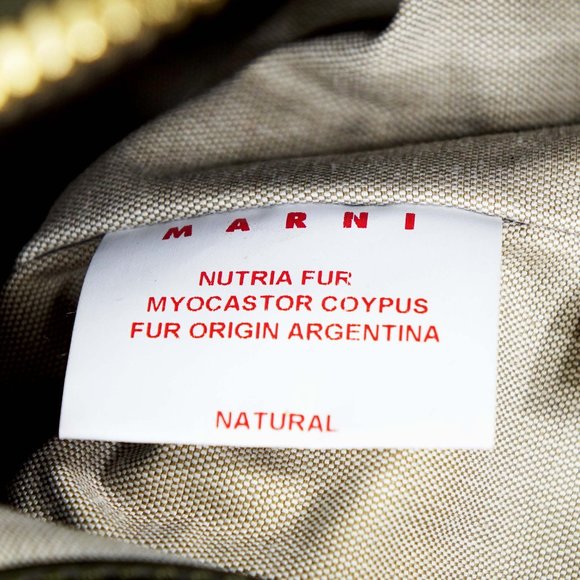 MARNI
NUTRIA FUR
MYOCASTOR COYPUS
FUR ORIGIN ARGENTINA
NATURAL